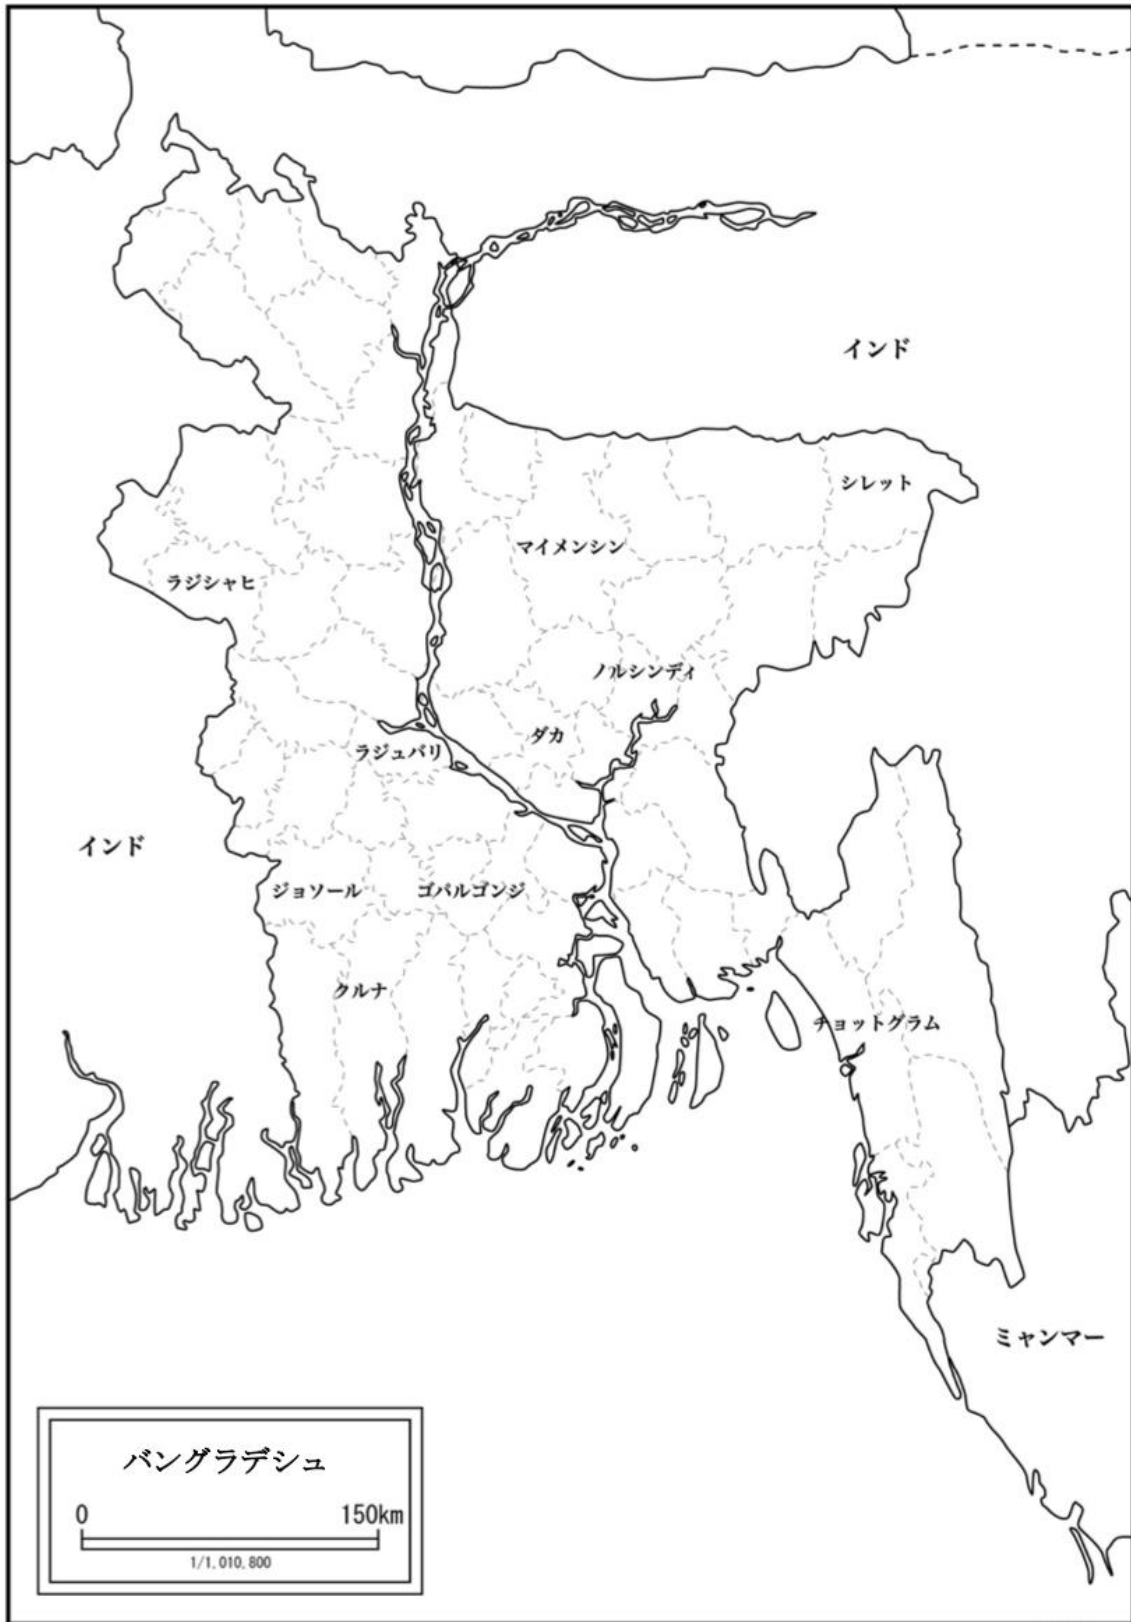 インド
シレット
マイメンシン
ラジシャヒ
ノルシンディ
ダカ
ラジュバリ
インド
ジョソール
ゴパルゴンジ
クルナ
チョットグラム
ミャンマー
バングラデシュ
0 150km
1/1,010,800